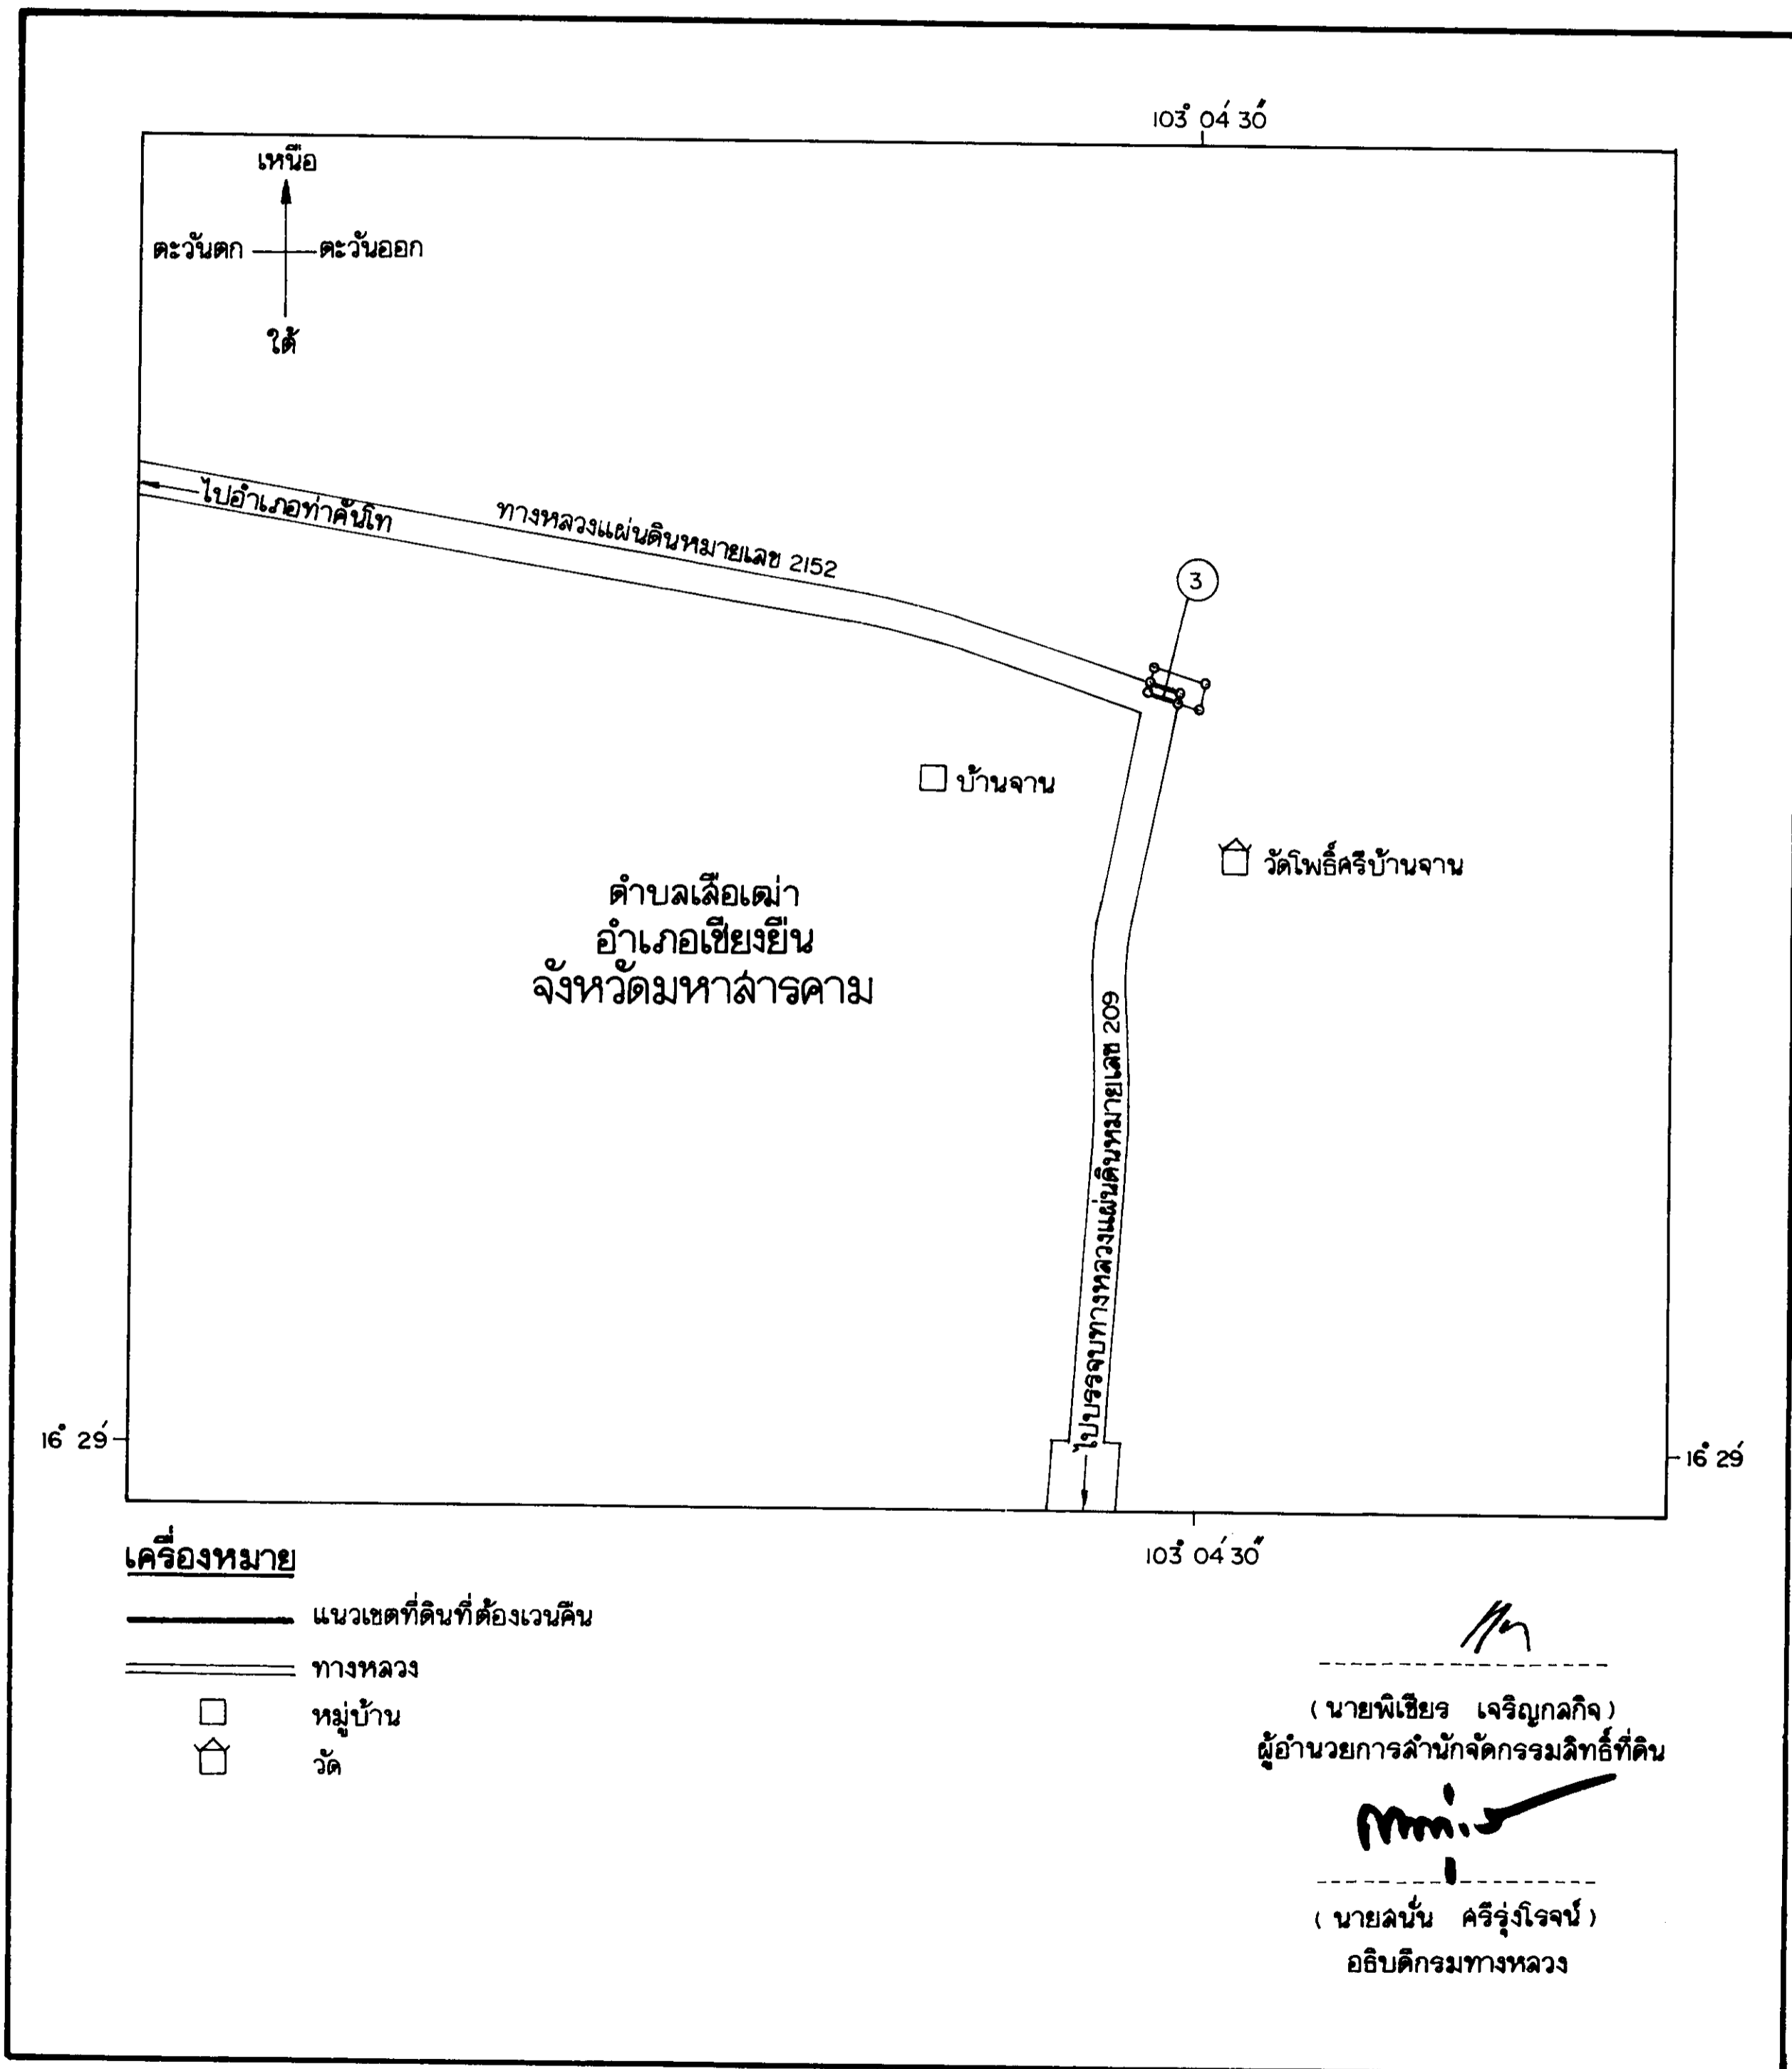 103° 04′ 30″
เหนือ
ตะวันตก ตะวันออก
ใต้
ไปอำเภอท่าคันโท
ทางหลวงแผ่นดินหมายเลข 2152
3
บ้านจาน
วัดโพธิ์ศรีบ้านจาน
ตำบลเสือเฒ่า
อำเภอเชียงยืน
จังหวัดมหาสารคาม
ไปบรรจบทางหลวงแผ่นดินหมายเลข 209
16° 29′
16° 29′
103° 04′ 30″
เครื่องหมาย
แนวเขตที่ดินที่ต้องเวนคืน
ทางหลวง
หมู่บ้าน
วัด
(นายพิเชียร เจริญกลกิจ)
ผู้อำนวยการสำนักจัดกรรมสิทธิ์ที่ดิน
(นายสนั่น ศรีรุ่งโรจน์)
อธิบดีกรมทางหลวง